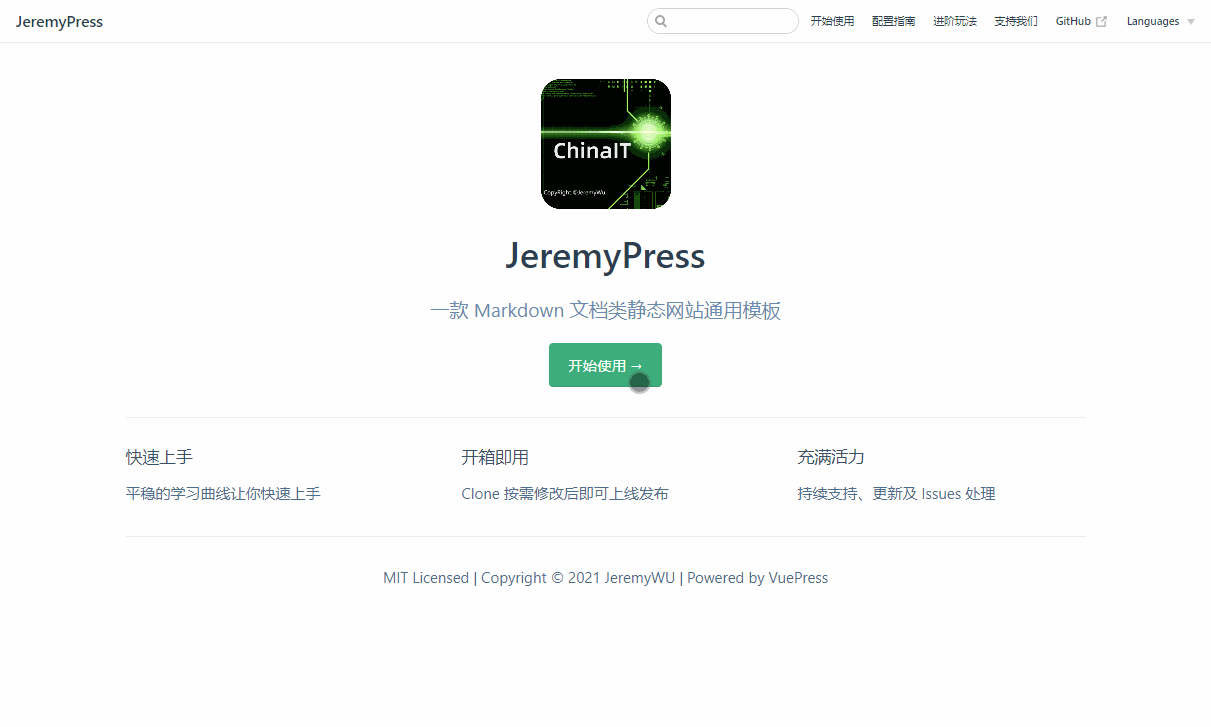 JeremyPress
开始使用 配置指南 进阶玩法 支持我们 GitHub Languages
ChinaIT
CopyRight ©JeremyWu
JeremyPress
一款 Markdown 文档类静态网站通用模板
开始使用 →
快速上手 开箱即用 充满活力
平稳的学习曲线让你快速上手 Clone 按需修改后即可上线发布 持续支持、更新及 Issues 处理
MIT Licensed | Copyright © 2021 JeremyWU | Powered by VuePress